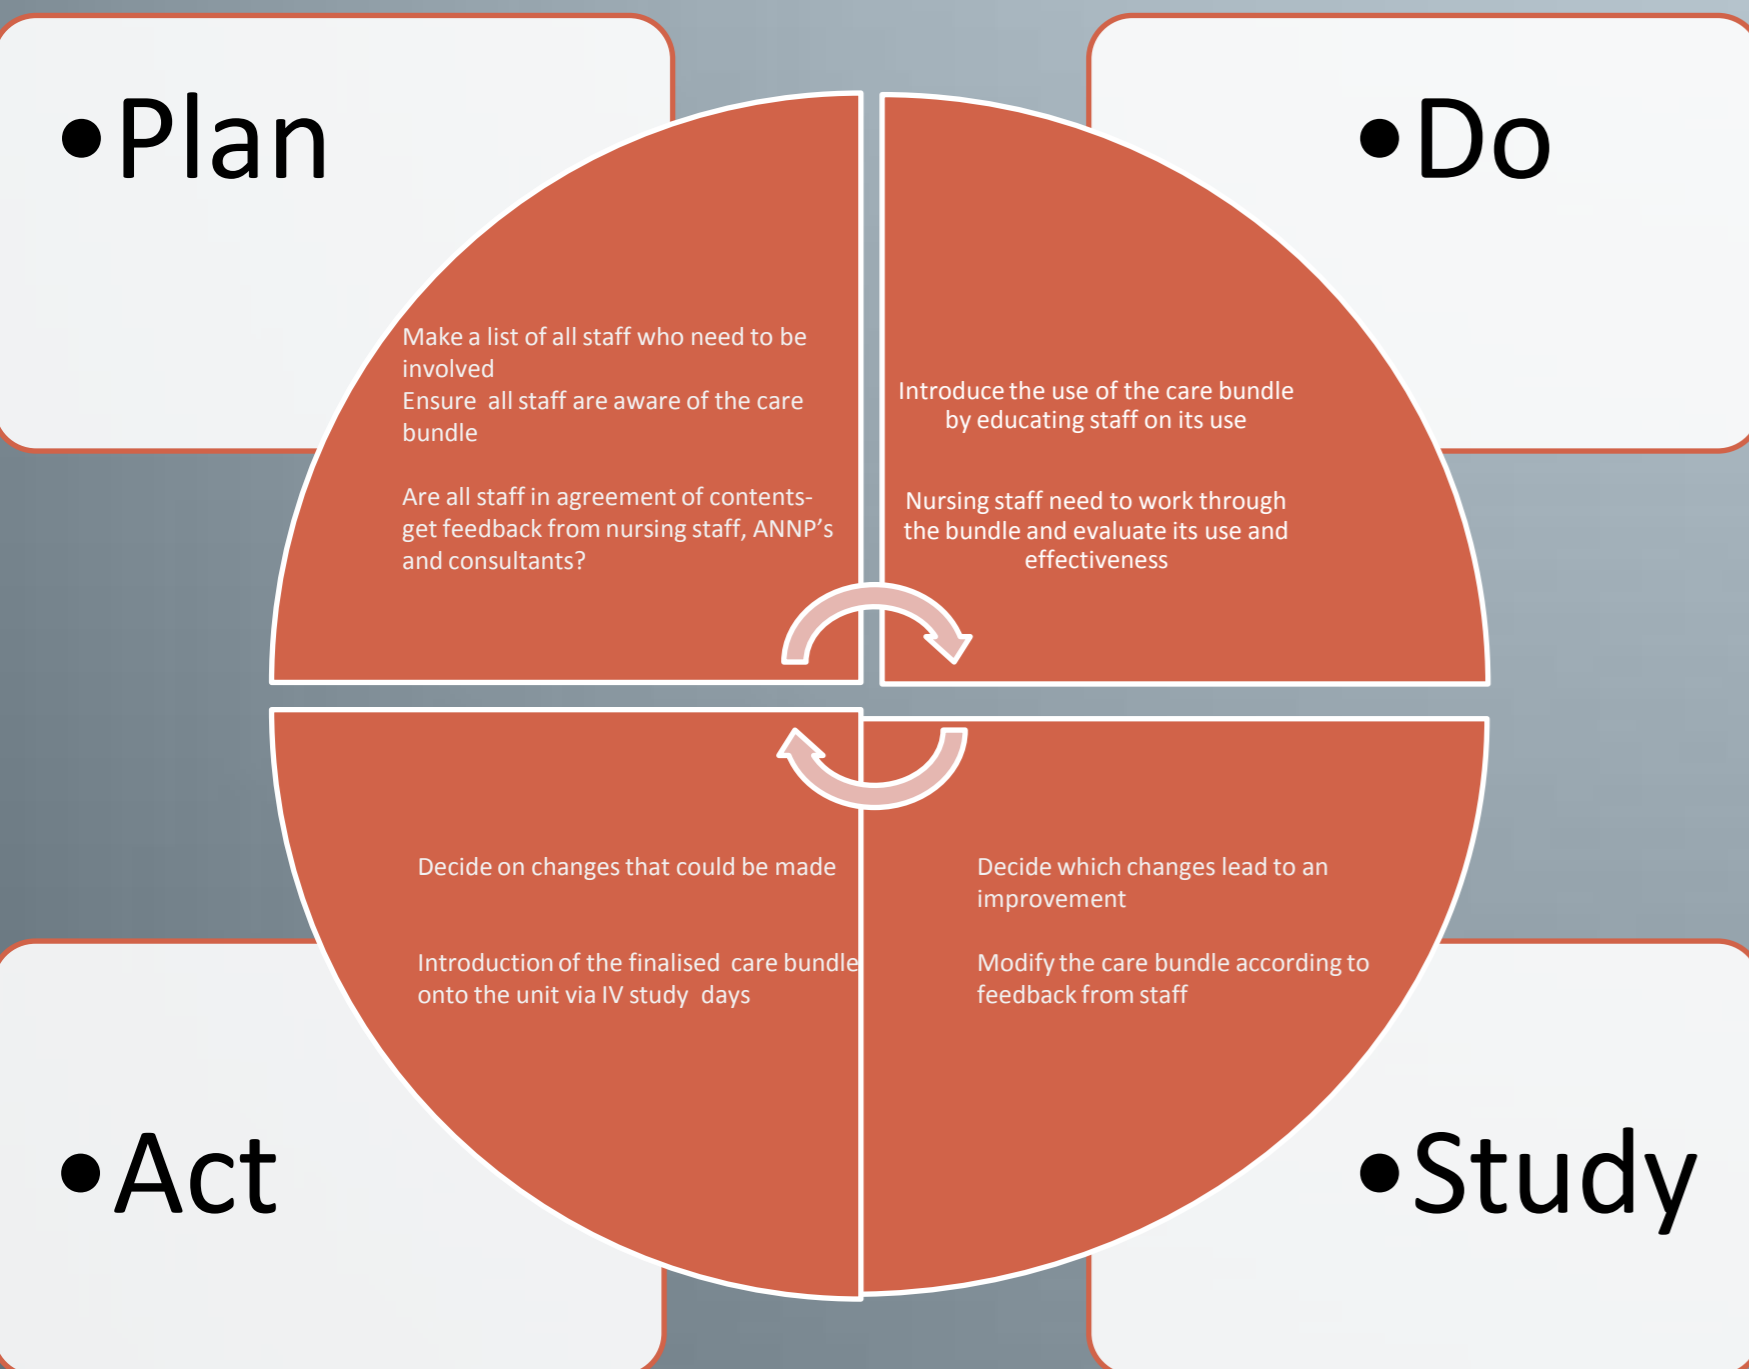 •Plan
Make a list of all staff who need to be
involved
Ensure all staff are aware of the care
bundle
Are all staff in agreement of contents-
get feedback from nursing staff, ANNP’s
and consultants?
•Do
Introduce the use of the care bundle
by educating staff on its use
Nursing staff need to work through
the bundle and evaluate its use and
effectiveness
Decide on changes that could be made
Introduction of the finalised care bundle
onto the unit via IV study days
•Act
Decide which changes lead to an
improvement
Modify the care bundle according to
feedback from staff
•Study